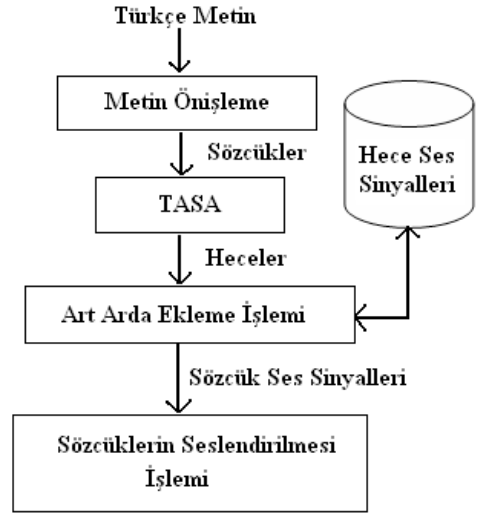 Türkçe Metin
Metin Önişleme
Sözcükler
Hece Ses
Sinyalleri
TASA
Heceler
Art Arda Ekleme İşlemi
Sözcük Ses Sinyalleri
Sözcüklerin Seslendirilmesi
İşlemi